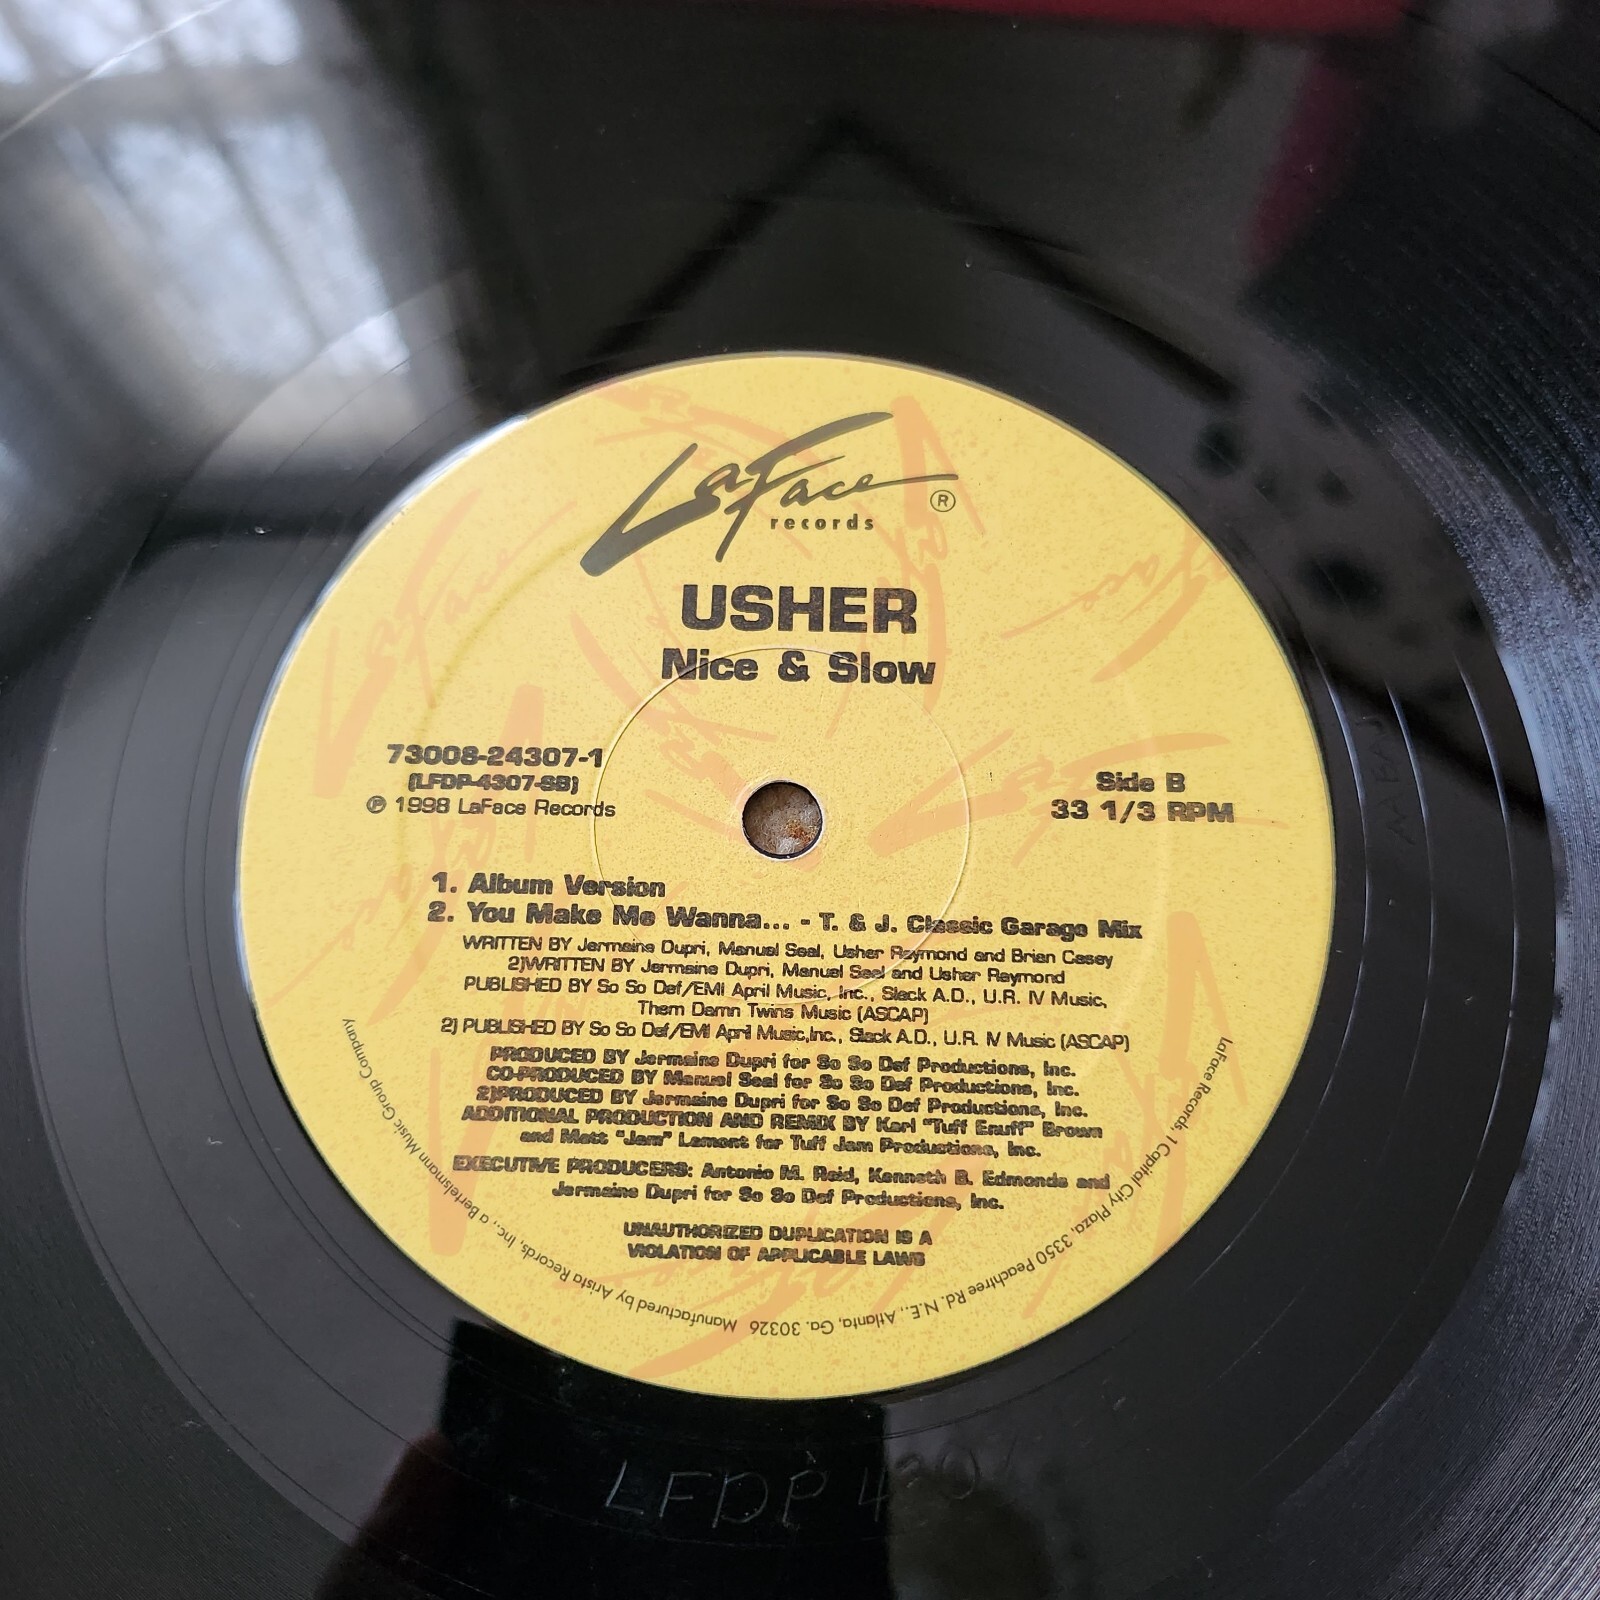 LaFace
records ®
USHER
Nice & Slow
73008-24307-1
(LFDP-4307-SB)
℗ 1998 LaFace Records
Side B
33 1/3 RPM
1. Album Version
2. You Make Me Wanna... - T. & J. Classic Garage Mix
WRITTEN BY Jermaine Dupri, Manuel Seal, Usher Raymond and Brian Casey
2)WRITTEN BY Jermaine Dupri, Manuel Seal and Usher Raymond
PUBLISHED BY So So Def/EMI April Music, Inc., Slack A.D., U.R. IV Music,
Them Damn Twins Music (ASCAP)
2) PUBLISHED BY So So Def/EMI April Music,Inc., Slack A.D., U.R. IV Music (ASCAP)
PRODUCED BY Jermaine Dupri for So So Def Productions, Inc.
CO-PRODUCED BY Manuel Seal for So So Def Productions, Inc.
2)PRODUCED BY Jermaine Dupri for So So Def Productions, Inc.
ADDITIONAL PRODUCTION AND REMIX BY Karl "Tuff Enuff" Brown
and Matt "Jam" Lamont for Tuff Jam Productions, Inc.
EXECUTIVE PRODUCERS: Antonio M. Reid, Kenneth B. Edmonds and
Jermaine Dupri for So So Def Productions, Inc.
UNAUTHORIZED DUPLICATION IS A
VIOLATION OF APPLICABLE LAWS
LaFace Records, 1 Capital City Plaza, 3350 Peachtree Rd. N.E., Atlanta, Ga. 30326 Manufactured by Arista Records, Inc., a Bertelsmann Music Group Company
LFDP